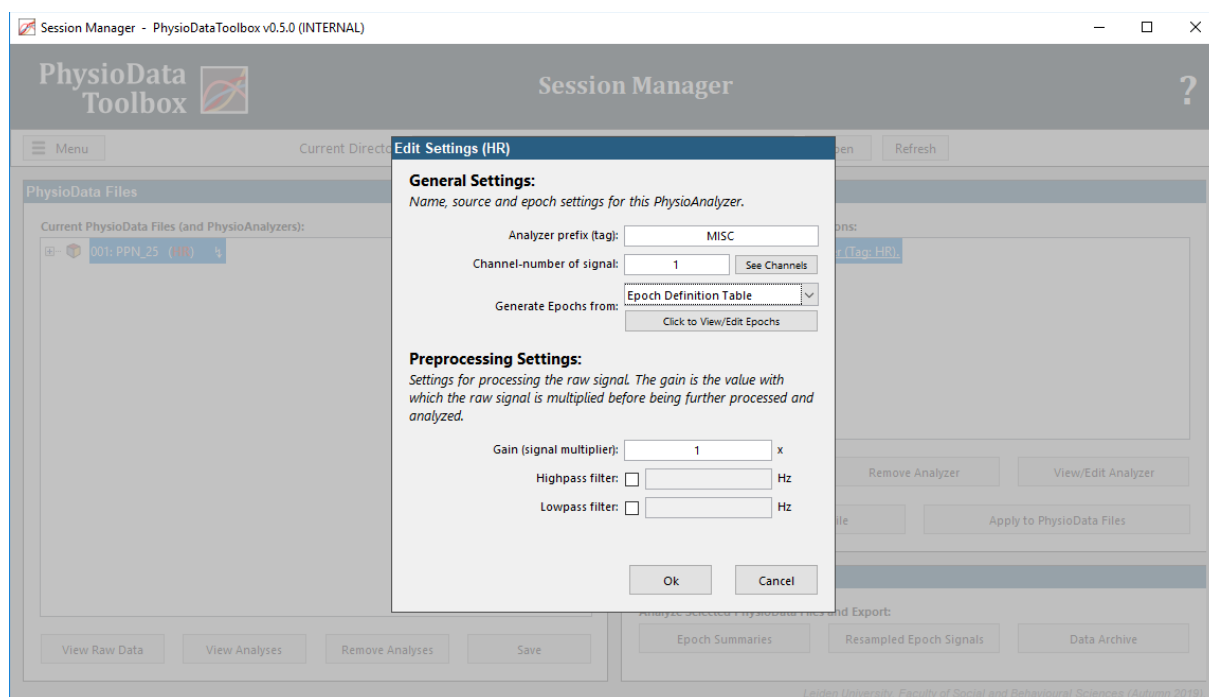 Session Manager - PhysioDataToolbox v0.5.0 (INTERNAL)
PhysioData
Toolbox
Session Manager
?
Menu
Current Directo
pen
Refresh
Edit Settings (HR)
General Settings:
Name, source and epoch settings for this PhysioAnalyzer.
Analyzer prefix (tag):
MISC
Channel-number of signal:
1
See Channels
Generate Epochs from:
Epoch Definition Table
Click to View/Edit Epochs
Preprocessing Settings:
Settings for processing the raw signal. The gain is the value with
which the raw signal is multiplied before being further processed and
analyzed.
Gain (signal multiplier):
1
x
Highpass filter:
Hz
Lowpass filter:
Hz
Ok
Cancel
PhysioData Files
Current PhysioData Files (and PhysioAnalyzers):
001: PPN_25 (HR)
ons:
r (Tag: HR).
Remove Analyzer
View/Edit Analyzer
ile
Apply to PhysioData Files
Analyze Selected PhysioData Files and Export:
Epoch Summaries
Resampled Epoch Signals
Data Archive
View Raw Data
View Analyses
Remove Analyses
Save
Leiden University, Faculty of Social and Behavioural Sciences (Autumn 2019)